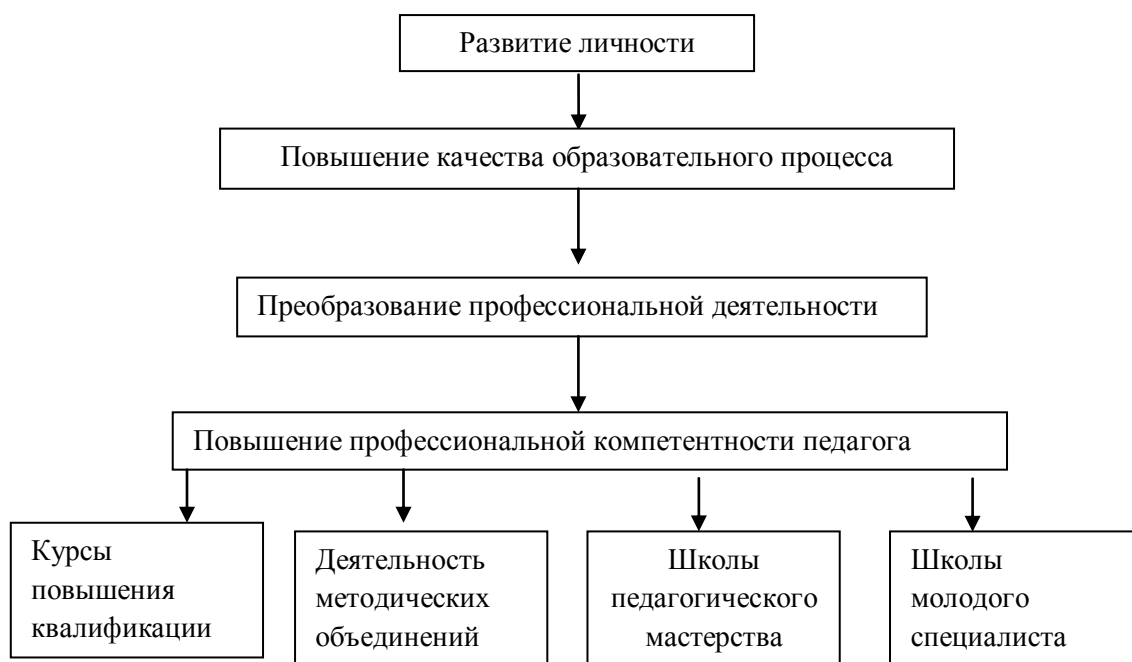 Развитие личности
Повышение качества образовательного процесса
Преобразование профессиональной деятельности
Повышение профессиональной компетентности педагога
Курсы
повышения
квалификации
Деятельность
методических
объединений
Школы
педагогического
мастерства
Школы
молодого
специалиста